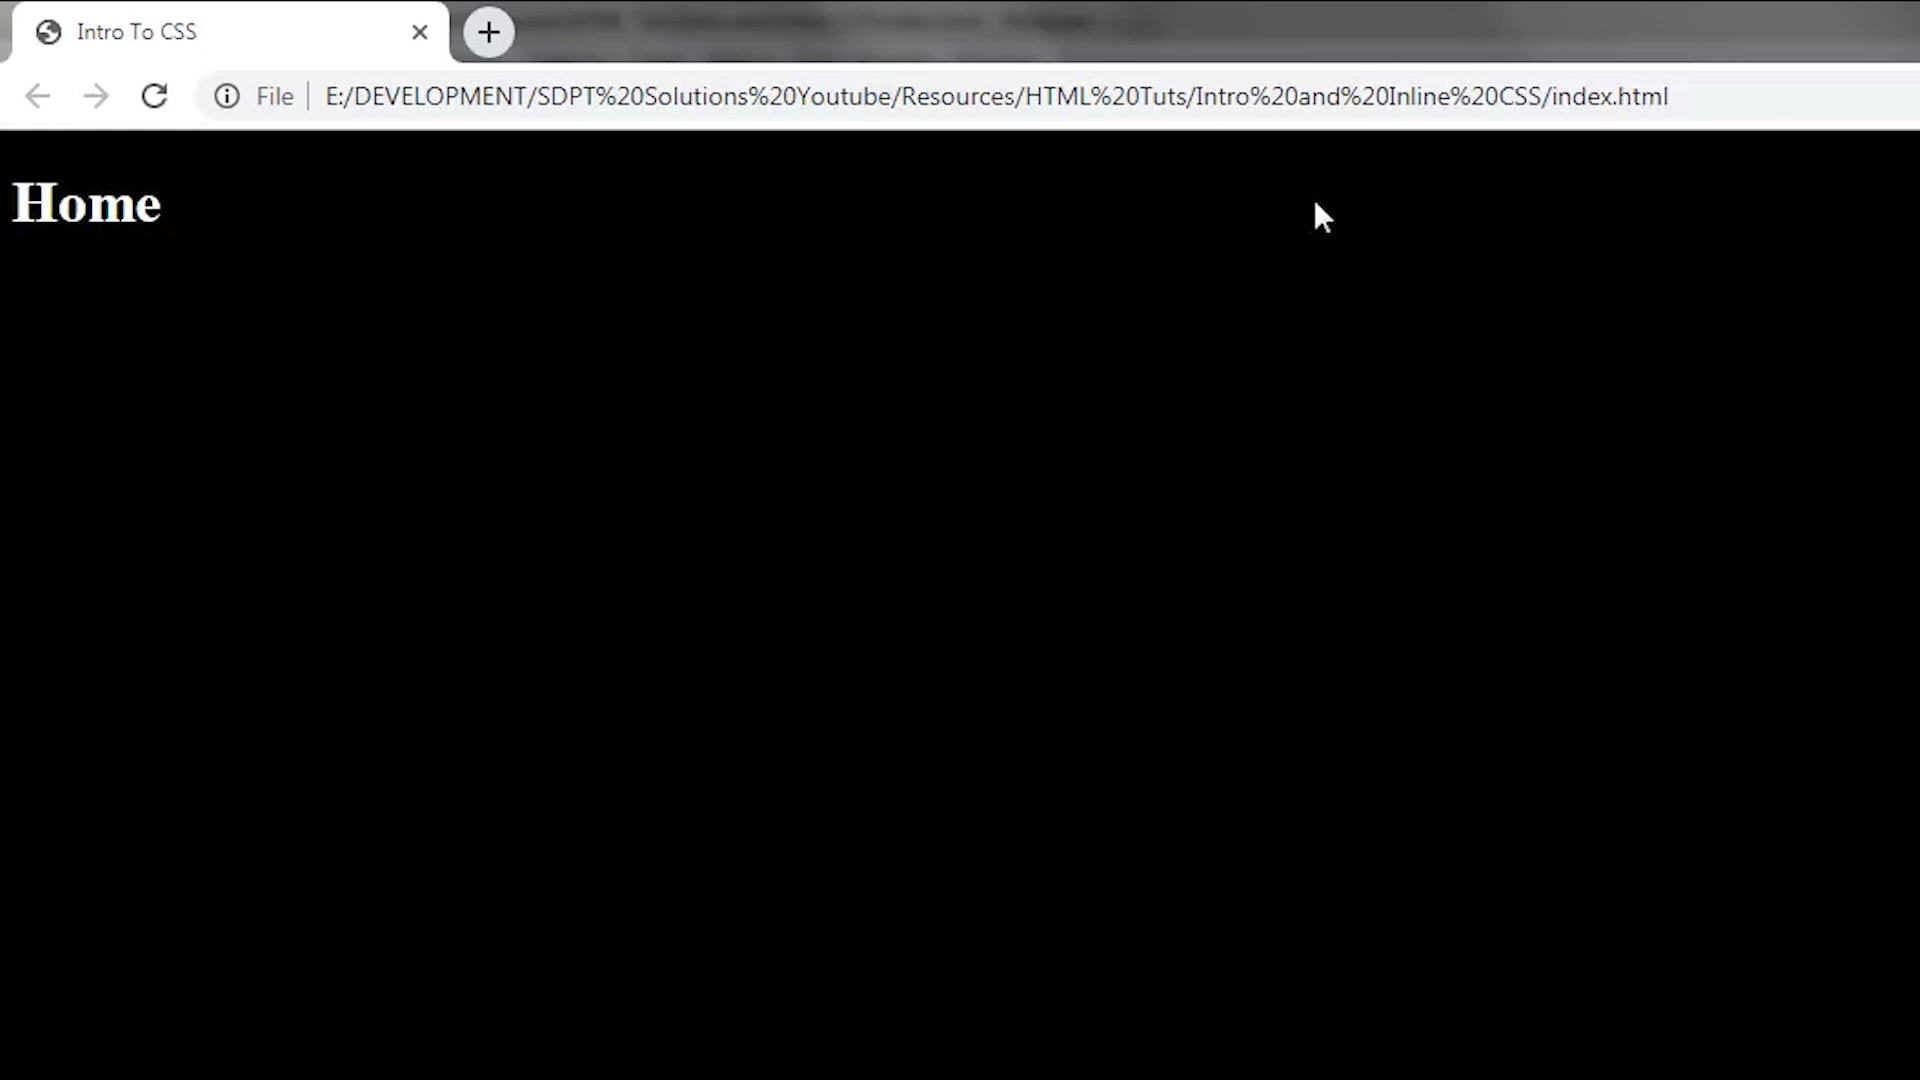 Intro To CSS
File E:/DEVELOPMENT/SDPT%20Solutions%20Youtube/Resources/HTML%20Tuts/Intro%20and%20Inline%20CSS/index.html
Home